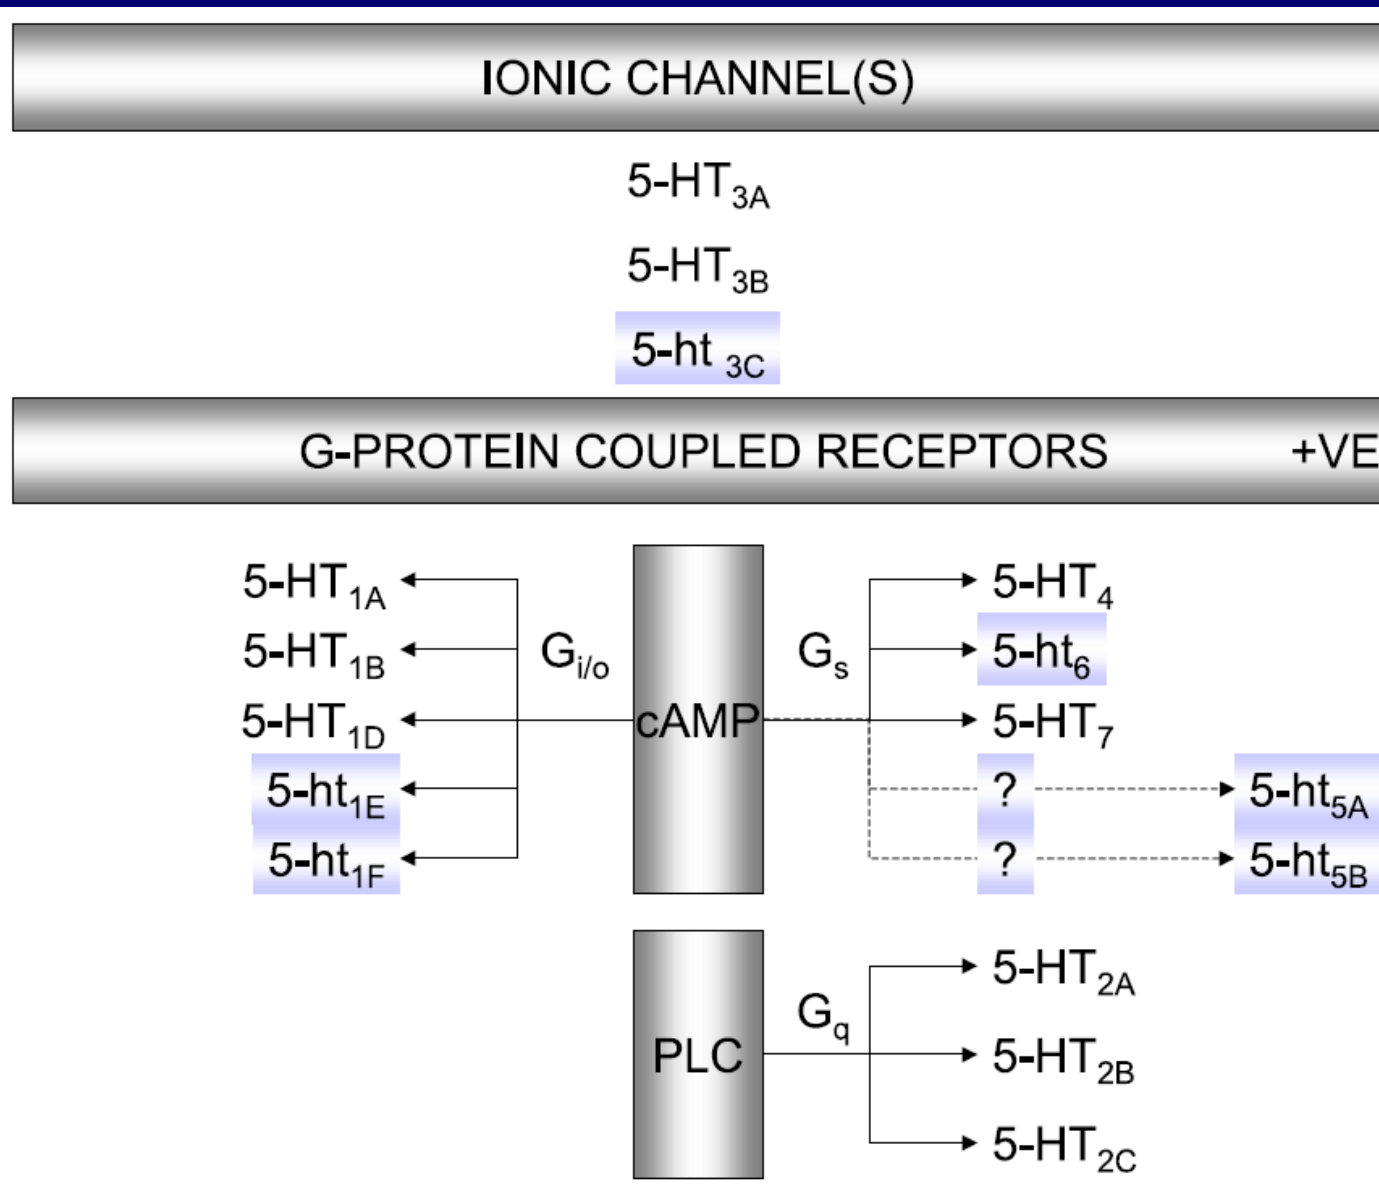 IONIC CHANNEL(S)
5-HT3A
5-HT3B
5-ht 3C
G-PROTEIN COUPLED RECEPTORS +VE
5-HT1A Gi/o cAMP Gs 5-HT4
5-HT1B 5-ht6
5-HT1D 5-HT7
5-ht1E ? 5-ht5A
5-ht1F ? 5-ht5B
PLC Gq 5-HT2A
5-HT2B
5-HT2C